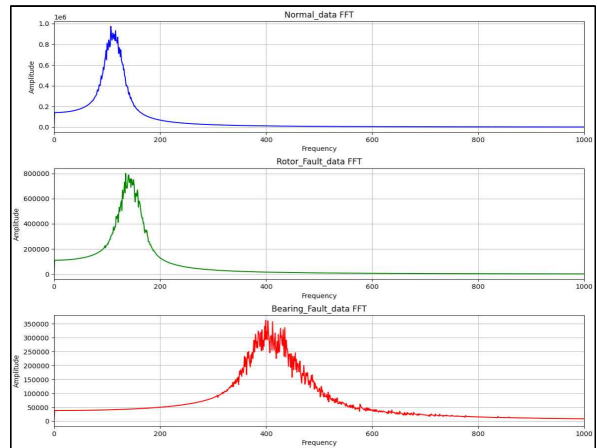 Normal_data FFT
1e6
1.0
0.8
0.6
0.4
0.2
0.0
Amplitude
0 200 400 600 800 1000
Frequency
Rotor_Fault_data FFT
800000
600000
400000
200000
0
Amplitude
0 200 400 600 800 1000
Frequency
Bearing_Fault_data FFT
350000
300000
250000
200000
150000
100000
50000
0
Amplitude
0 200 400 600 800 1000
Frequency